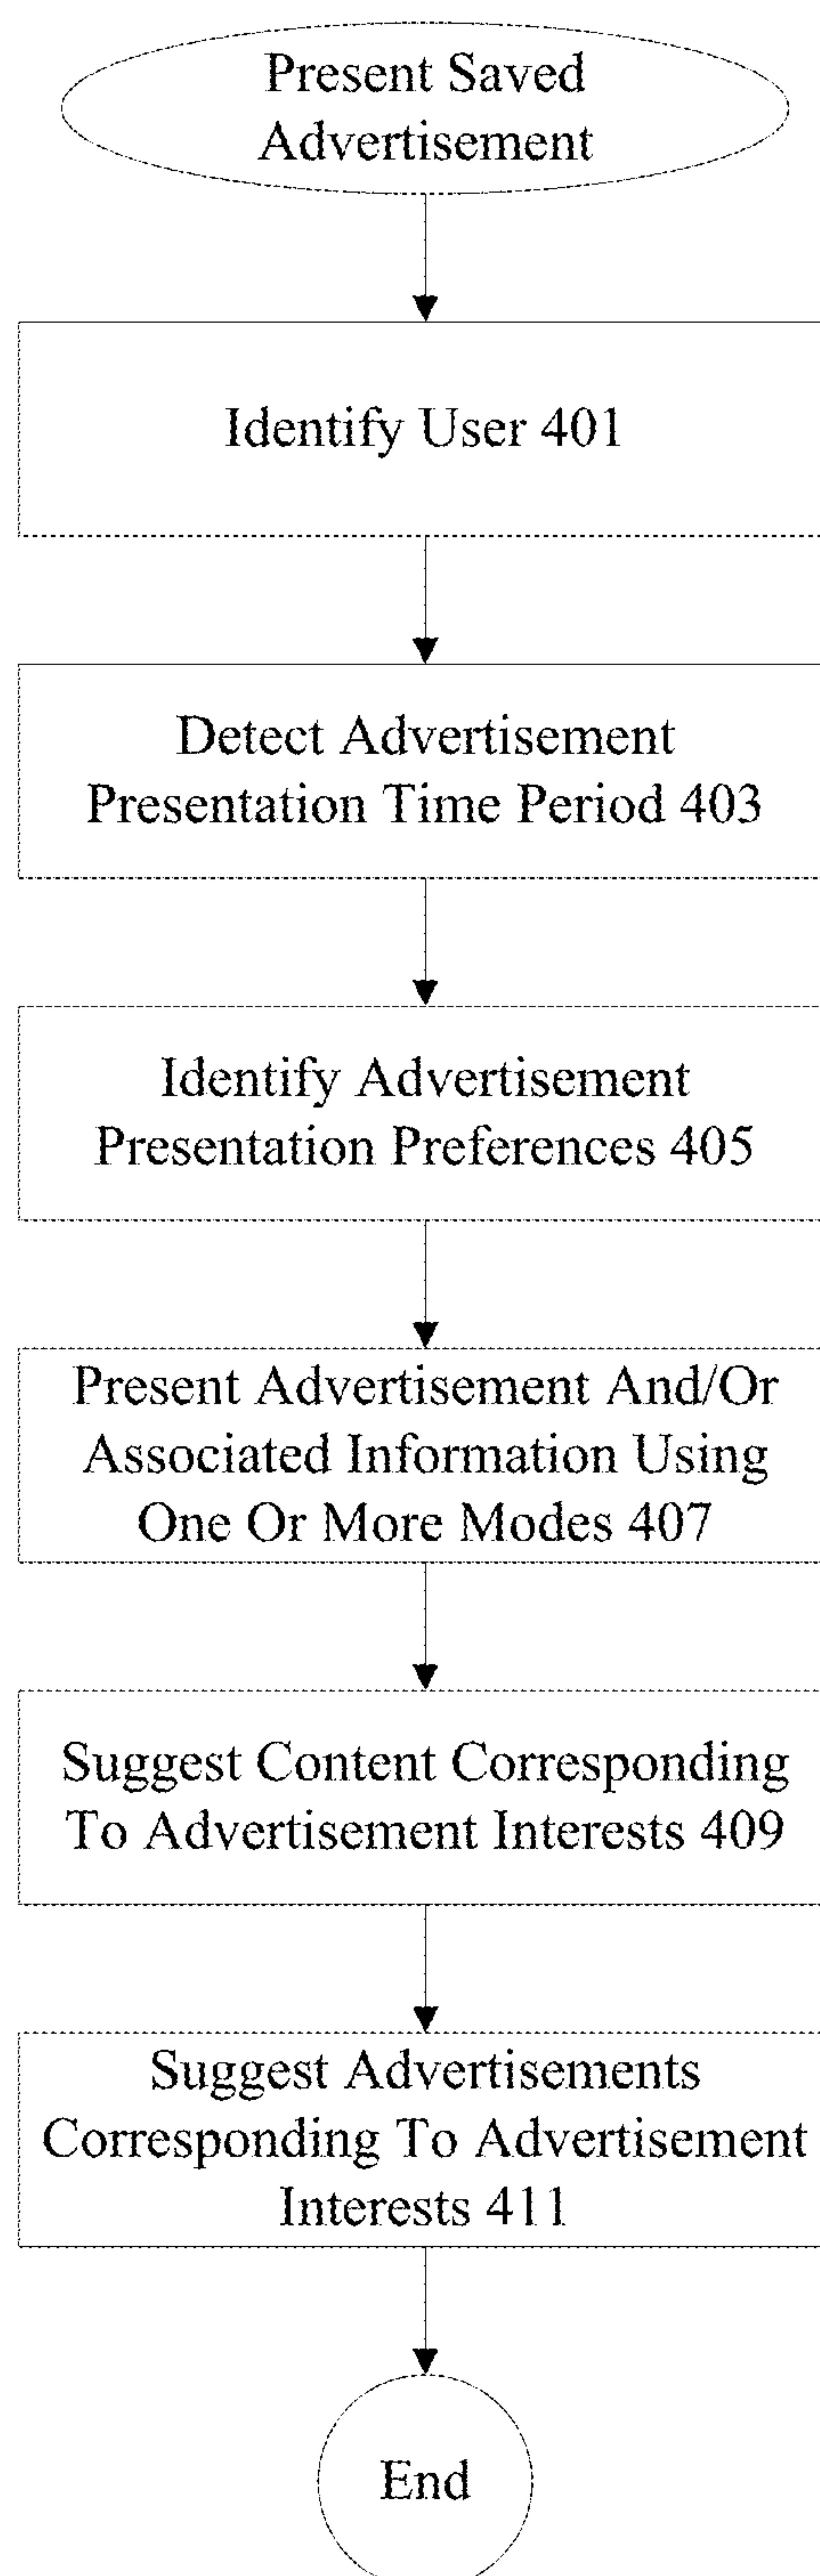 Present Saved
Advertisement
Identify User 401
Detect Advertisement
Presentation Time Period 403
Identify Advertisement
Presentation Preferences 405
Present Advertisement And/Or
Associated Information Using
One Or More Modes 407
Suggest Content Corresponding
To Advertisement Interests 409
Suggest Advertisements
Corresponding To Advertisement
Interests 411
End